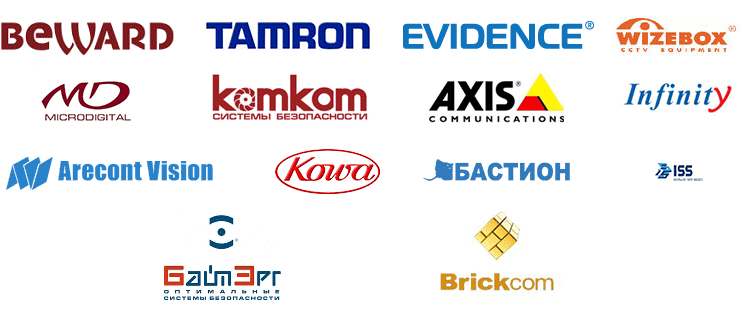 BEWARD
TAMRON
EVIDENCE®
WIZEBOX®
CCTV EQUIPMENT
MICRODIGITAL
комком
СИСТЕМЫ БЕЗОПАСНОСТИ
AXIS®
COMMUNICATIONS
Infinity
Arecont Vision
Kowa
БАСТИОН
ISS
БайтЭрг
ОПТИМАЛЬНЫЕ
СИСТЕМЫ БЕЗОПАСНОСТИ
Brickcom